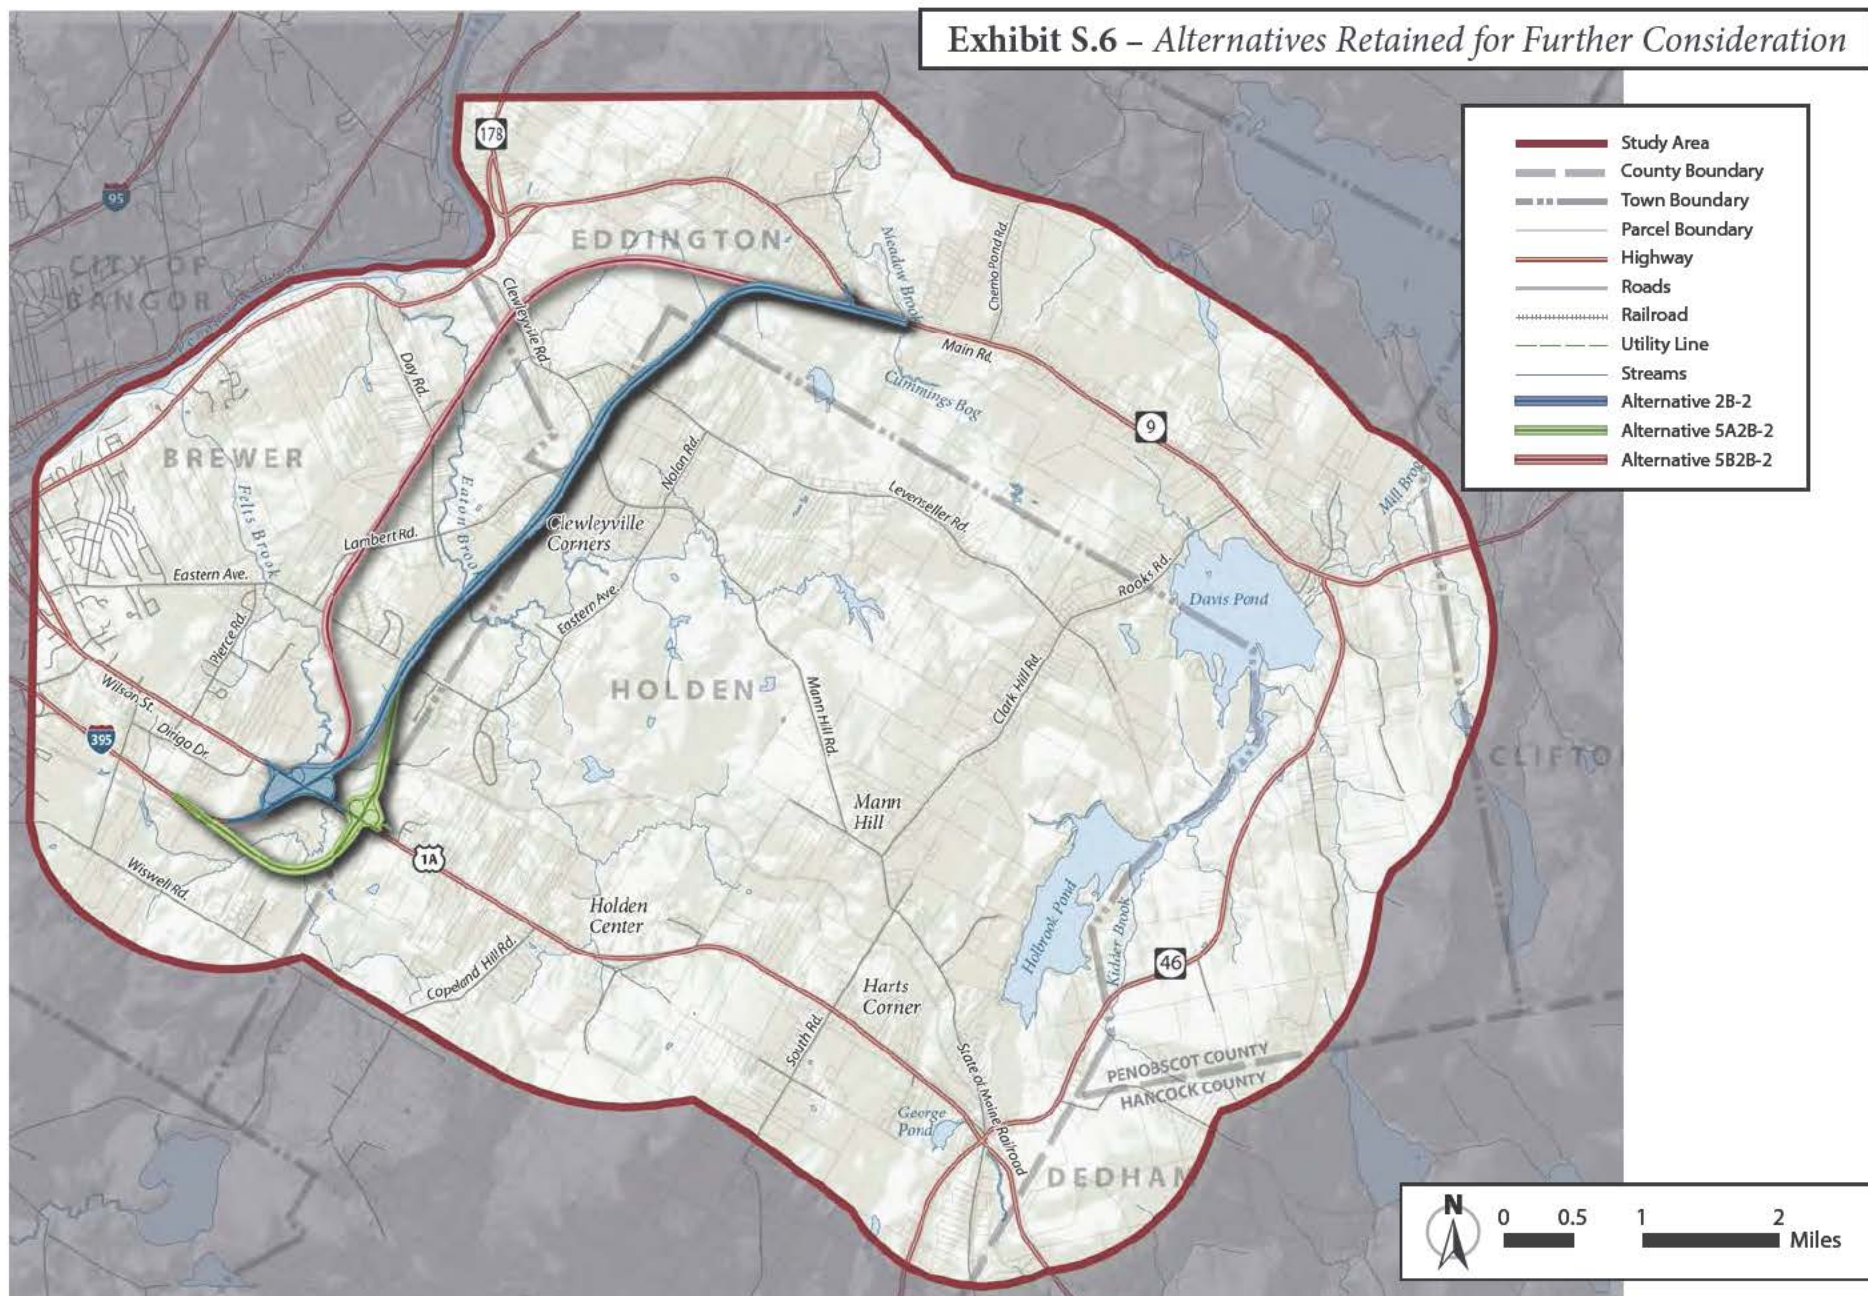 Exhibit S.6 – Alternatives Retained for Further Consideration
Study Area
County Boundary
Town Boundary
Parcel Boundary
Highway
Roads
Railroad
Utility Line
Streams
Alternative 2B-2
Alternative 5A2B-2
Alternative 5B2B-2
178
95
CITY OF
BANGOR
EDDINGTON
Meadow Brook
Chemo Pond Rd.
Clewleyville Rd.
Main Rd.
Day Rd.
Cummings Bog
9
BREWER
Felts Brook
Eaton Brook
Nolan Rd.
Levenseller Rd.
Mill Broo
Lambert Rd.
Clewleyville
Corners
Eastern Ave.
Eastern Ave.
Rooks Rd.
Davis Pond
Pierce Rd.
HOLDEN
Wilson St.
Dirigo Dr.
395
Mann Hill Rd.
Clark Hill Rd.
CLIFTO
Mann
Hill
1A
Wiswell Rd.
Holden
Center
Holbrook Pond
Kidder Brook
46
Copeland Hill Rd.
Harts
Corner
South Rd.
State of Maine Railroad
PENOBSCOT COUNTY
HANCOCK COUNTY
George
Pond
DEDHAM
N
0 0.5 1 2
Miles